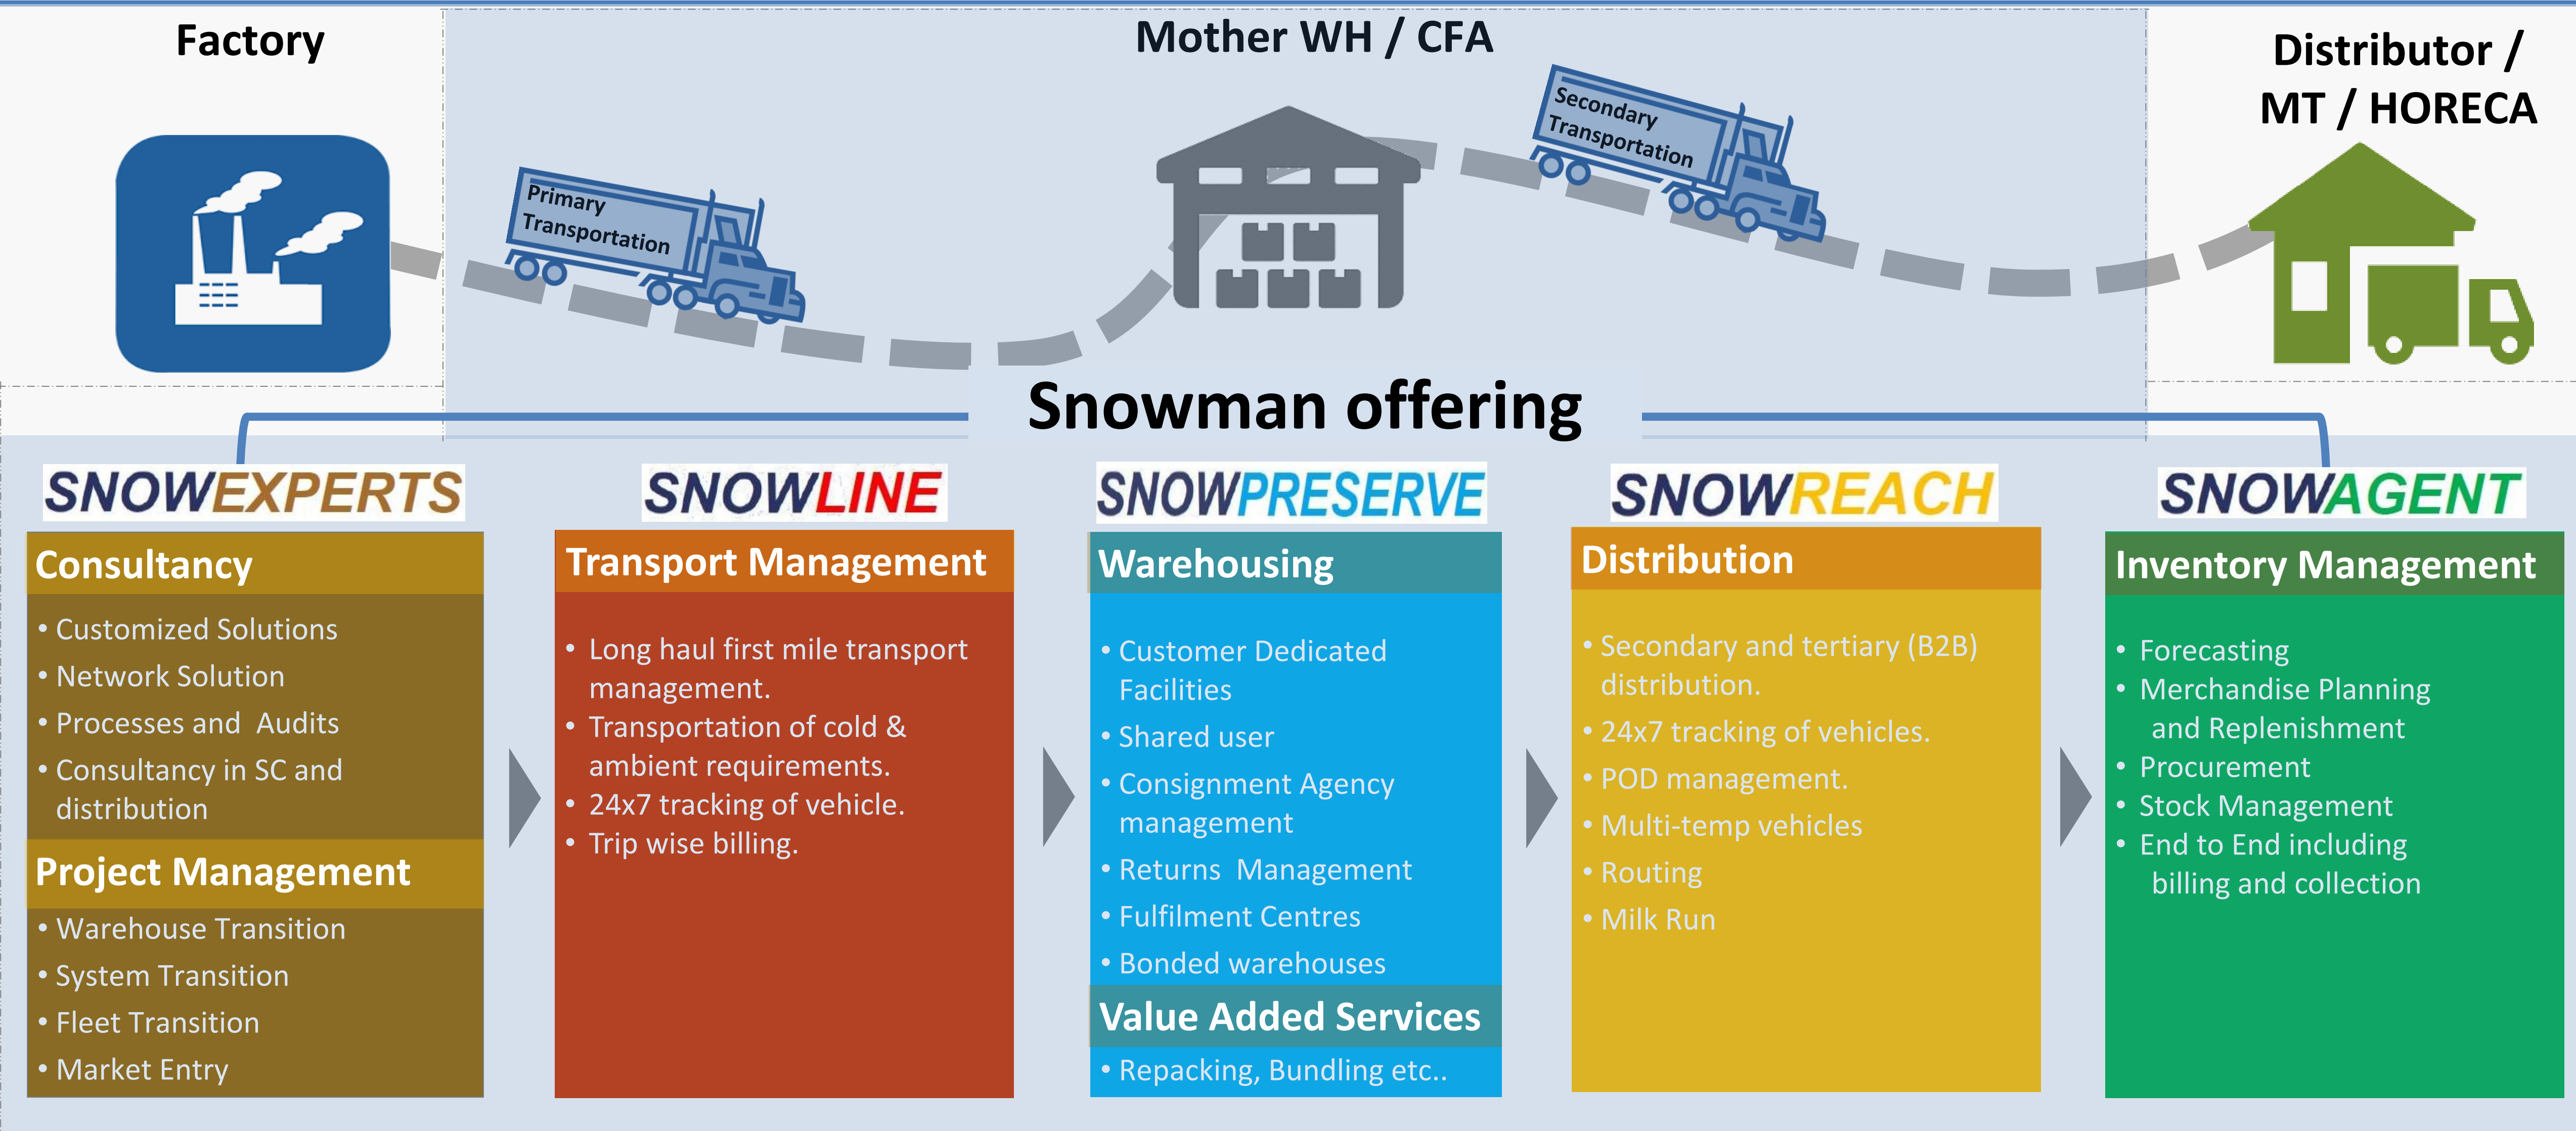 Factory
Mother WH / CFA
Distributor /
MT / HORECA
Primary
Transportation
Secondary
Transportation
Snowman offering
SNOWEXPERTS
Consultancy
• Customized Solutions
• Network Solution
• Processes and  Audits
• Consultancy in SC and
distribution
Project Management
• Warehouse Transition
• System Transition
• Fleet Transition
• Market Entry
SNOWLINE
Transport Management
• Long haul first mile transport
management.
• Transportation of cold &
ambient requirements.
• 24x7 tracking of vehicle.
• Trip wise billing.
SNOWPRESERVE
Warehousing
• Customer Dedicated
Facilities
• Shared user
• Consignment Agency
management
• Returns  Management
• Fulfilment Centres
• Bonded warehouses
Value Added Services
• Repacking, Bundling etc..
SNOWREACH
Distribution
• Secondary and tertiary (B2B)
distribution.
• 24x7 tracking of vehicles.
• POD management.
• Multi-temp vehicles
• Routing
• Milk Run
SNOWAGENT
Inventory Management
• Forecasting
• Merchandise Planning
and Replenishment
• Procurement
• Stock Management
• End to End including
billing and collection